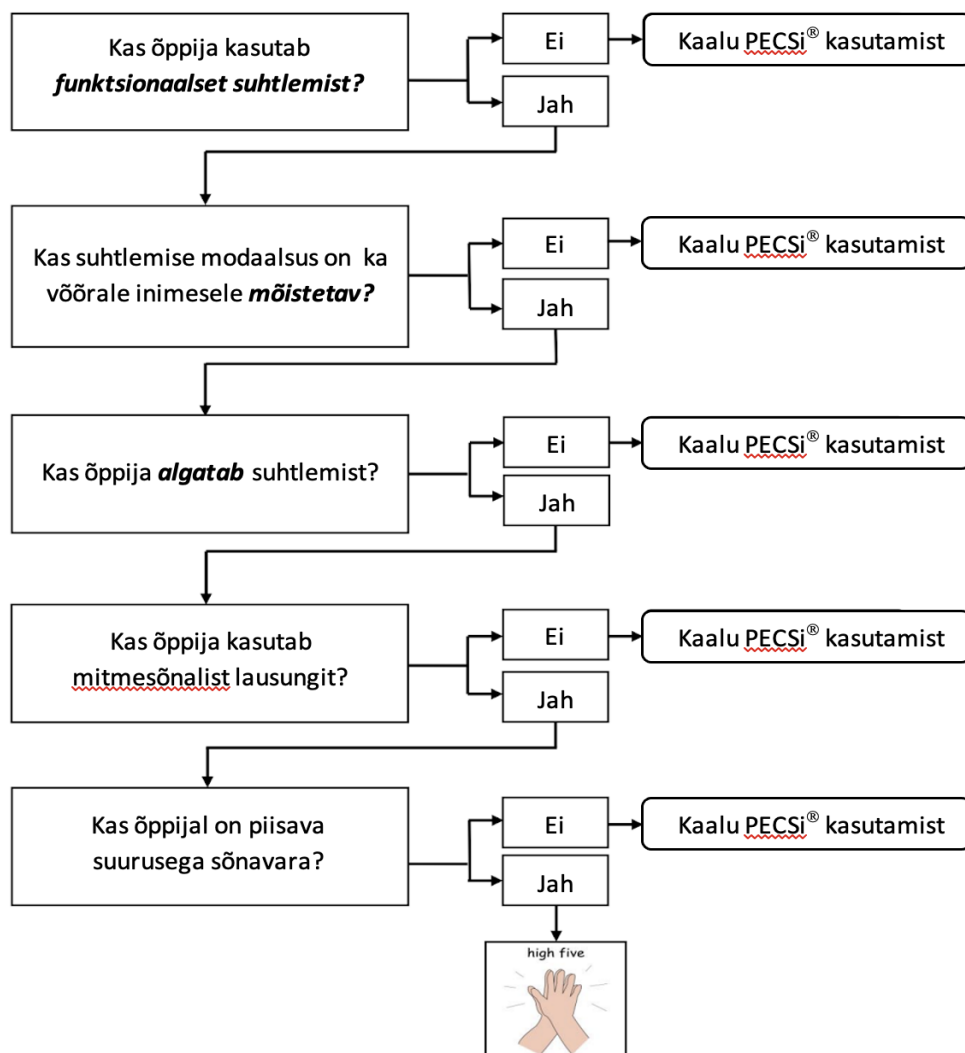 Kas õppija kasutab
funktsionaalset suhtlemist?
Ei
Kaalu PECSi® kasutamist
Jah
Kas suhtlemise modaalsus on ka
võõrale inimesele mõistetav?
Ei
Kaalu PECSi® kasutamist
Jah
Kas õppija algatab suhtlemist?
Ei
Kaalu PECSi® kasutamist
Jah
Kas õppija kasutab
mitmesõnalist lausungit?
Ei
Kaalu PECSi® kasutamist
Jah
Kas õppijal on piisava
suurusega sõnavara?
Ei
Kaalu PECSi® kasutamist
Jah
high five